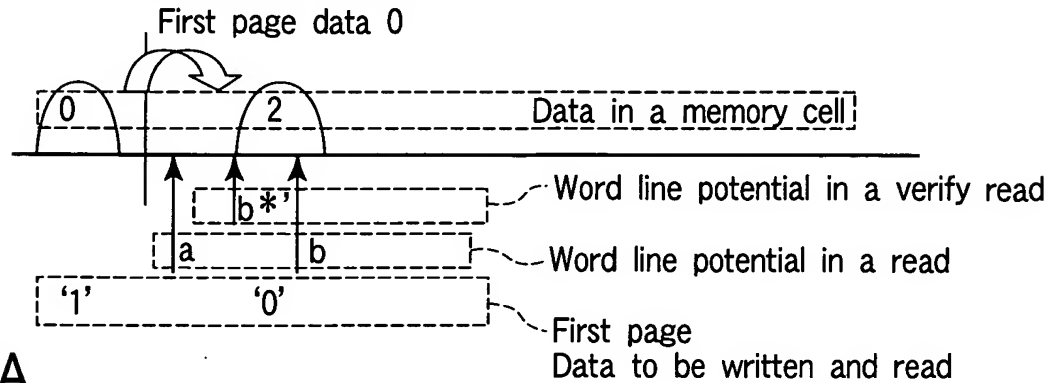 First page data 0
0 2 Data in a memory cell
b*' Word line potential in a verify read
a b Word line potential in a read
‘1’ ‘0’
First page
Data to be written and read